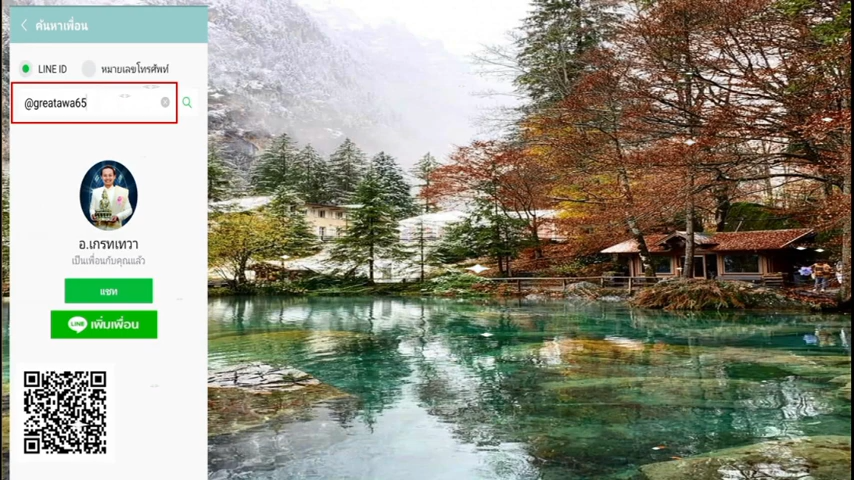 ค้นหาเพื่อน
LINE ID หมายเลขโทรศัพท์
@greatawa65
อ.เกรทเทวา
เป็นเพื่อนกับคุณแล้ว
แชท
LINE เพิ่มเพื่อน